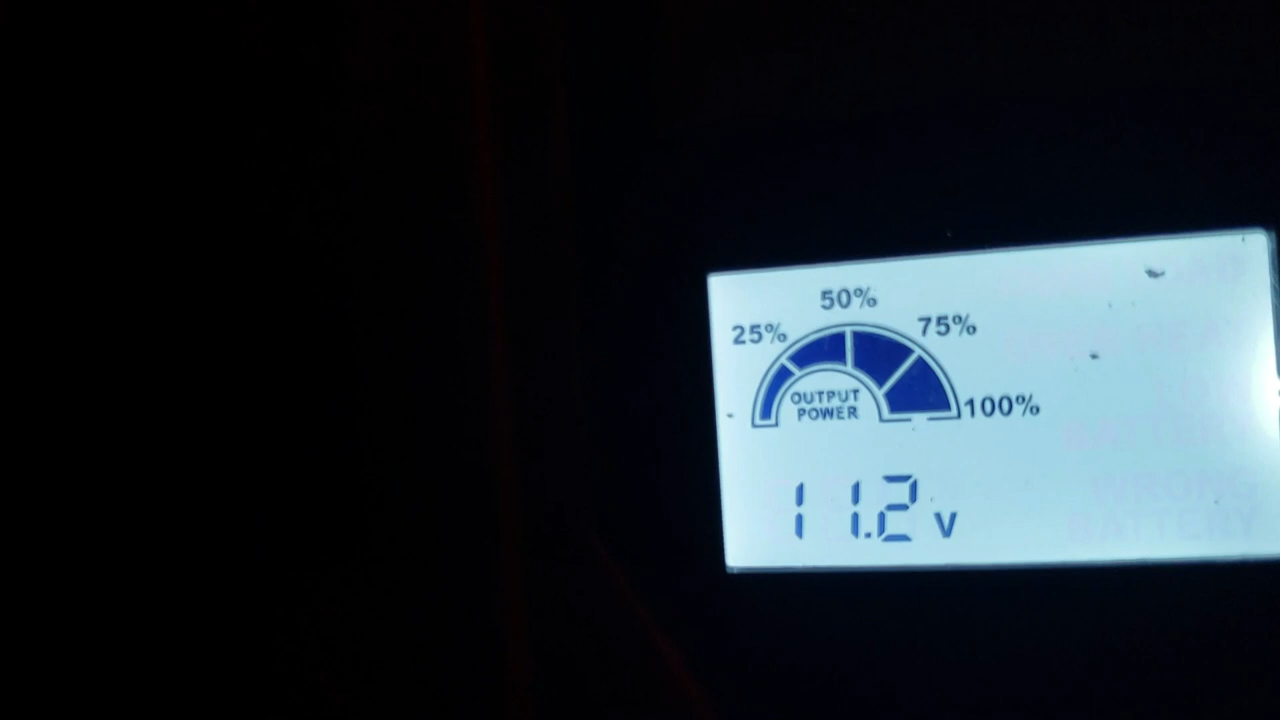 50%
25%
75%
OUTPUT
POWER
100%
11.2 V
WRONG
BATTERY